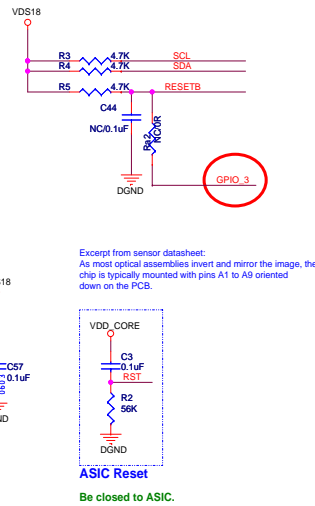 VDS18
R3 4.7K SCL
R4 4.7K SDA
R5 4.7K RESETB
C44
NC/0.1uF
Ra2
NC/0R
DGND
GPIO_3
Excerpt from sensor datasheet:
As most optical assemblies invert and mirror the image, the
chip is typically mounted with pins A1 to A9 oriented
down on the PCB.
18
VDD_CORE
C57
0.1uF
0603
C3
0.1uF
RST
R2
56K
ND
DGND
ASIC Reset
Be closed to ASIC.